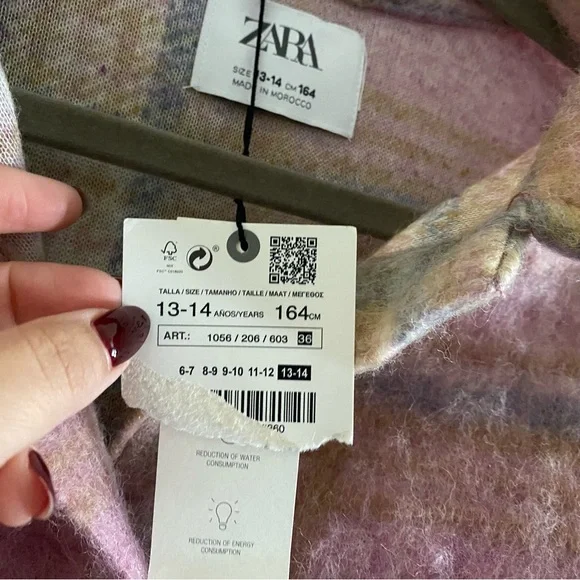 ZARA
SIZE 13-14 CM 164
MADE IN MOROCCO
FSC
TALLA / SIZE / TAMANHO / TAILLE / MAAT / ΜΕΓΕΘΟΣ
13-14 AÑOS/YEARS 164CM
ART.: 1056 / 206 / 603 36
6-7 8-9 9-10 11-12 13-14
REDUCTION OF WATER
CONSUMPTION
REDUCTION OF ENERGY
CONSUMPTION